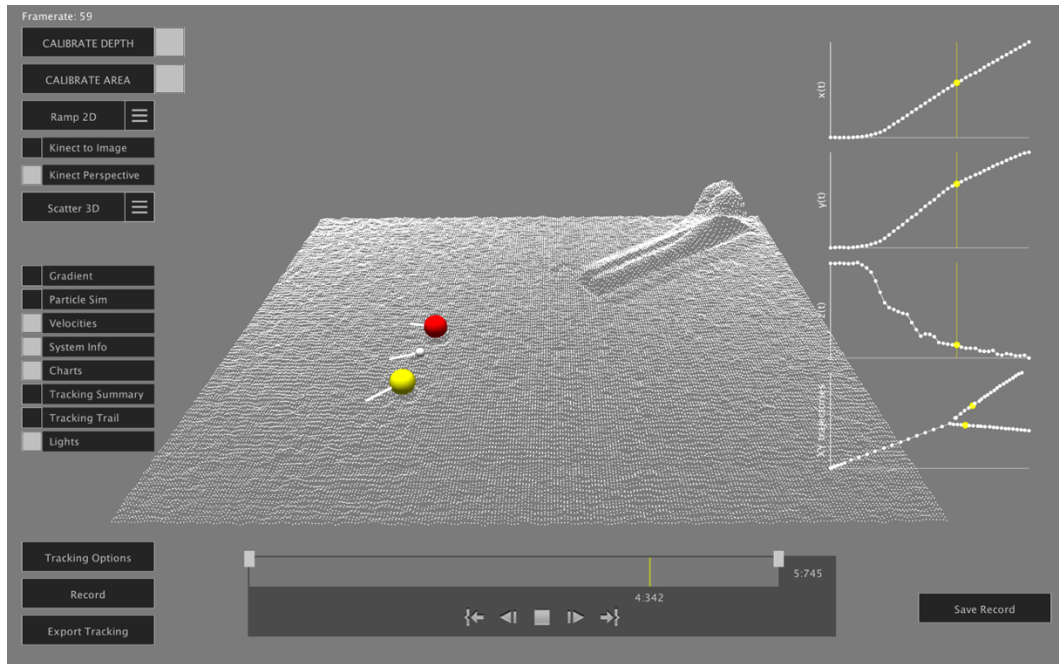 Framerate: 59
CALIBRATE DEPTH
CALIBRATE AREA
Ramp 2D
Kinect to Image
Kinect Perspective
Scatter 3D
Gradient
Particle Sim
Velocities
System Info
Charts
Tracking Summary
Tracking Trail
Lights
Tracking Options
Record
Export Tracking
x(t)
y(t)
z(t)
XY trajectories
5:745
4:342
Save Record